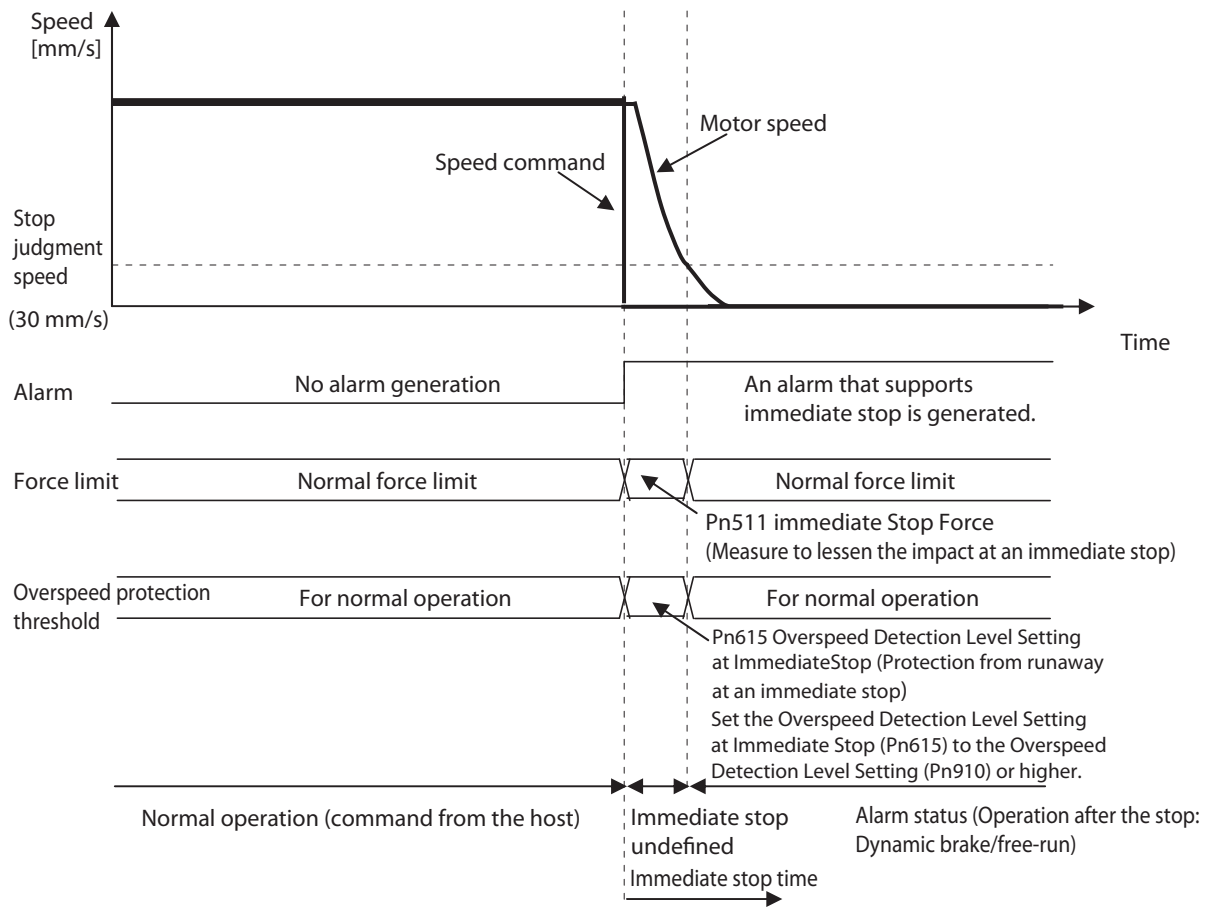 Speed
[mm/s]
Motor speed
Speed command
Stop
judgment
speed
(30 mm/s)
Time
Alarm
No alarm generation
An alarm that supports
immediate stop is generated.
Force limit
Normal force limit
Normal force limit
Pn511 immediate Stop Force
(Measure to lessen the impact at an immediate stop)
Overspeed protection
threshold
For normal operation
For normal operation
Pn615 Overspeed Detection Level Setting
at ImmediateStop (Protection from runaway
at an immediate stop)
Set the Overspeed Detection Level Setting
at Immediate Stop (Pn615) to the Overspeed
Detection Level Setting (Pn910) or higher.
Normal operation (command from the host)
Immediate stop
undefined
Immediate stop time
Alarm status (Operation after the stop:
Dynamic brake/free-run)